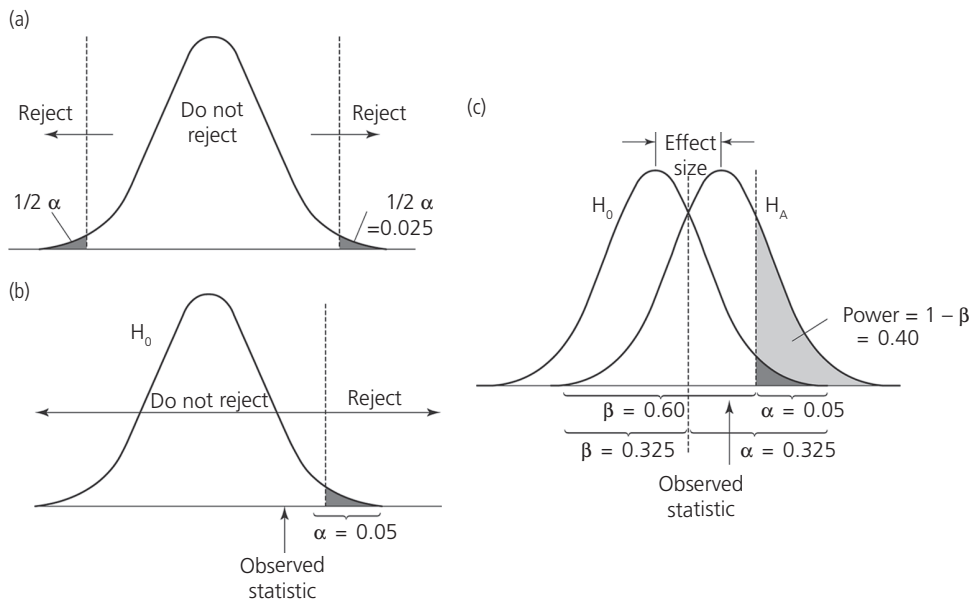 (a)
Reject
Do not
reject
Reject
1/2 α
1/2 α
=0.025
(b)
H0
Do not reject
Reject
α = 0.05
Observed
statistic
(c)
Effect
size
H0
HA
Power = 1 – β
= 0.40
β = 0.60
α = 0.05
β = 0.325
α = 0.325
Observed
statistic